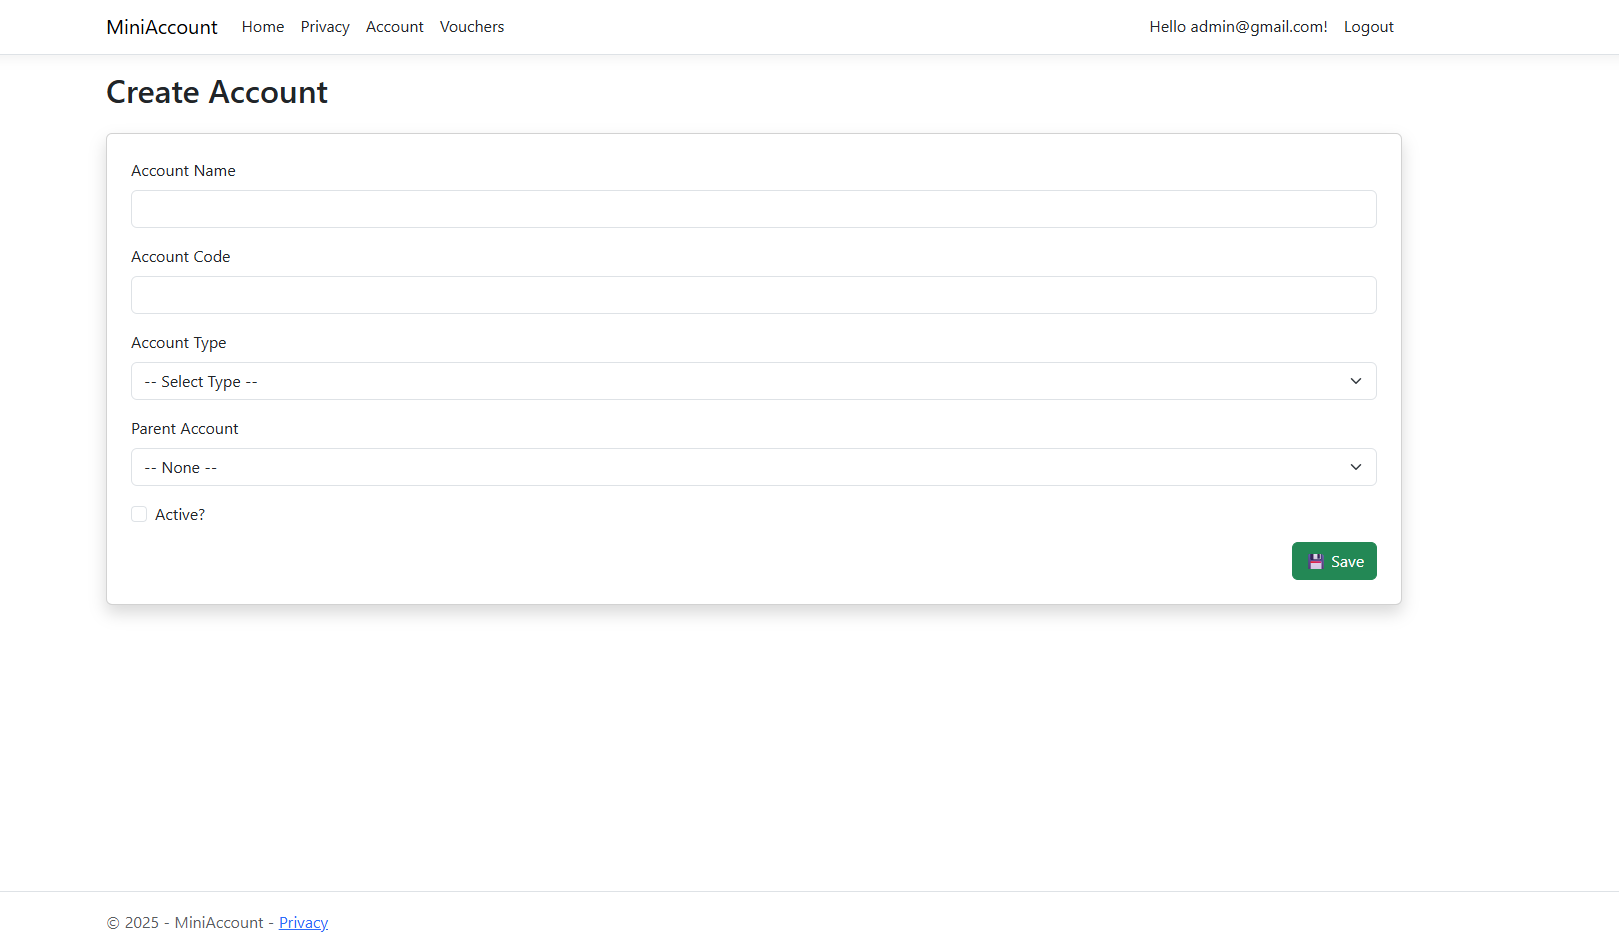 MiniAccount Home Privacy Account Vouchers Hello admin@gmail.com! Logout
Create Account
Account Name
Account Code
Account Type
-- Select Type --
Parent Account
-- None --
Active?
Save
© 2025 - MiniAccount - Privacy